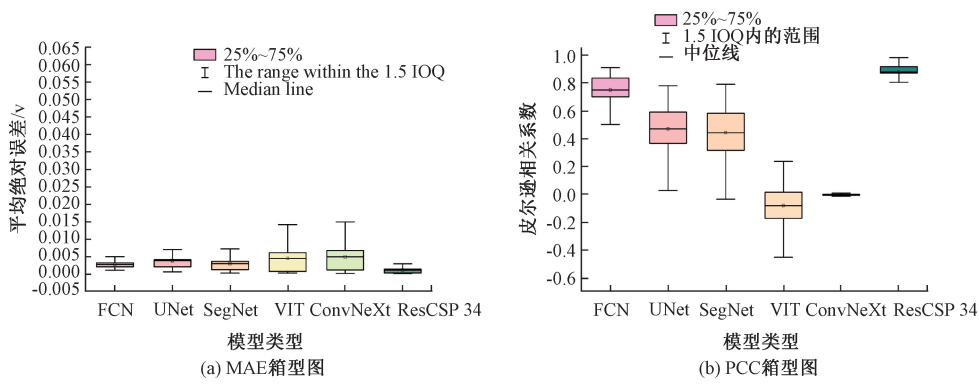 0.065
0.060
0.055
0.050
0.045
0.040
0.035
0.030
0.025
0.020
0.015
0.010
0.005
0.000
-0.005
平均绝对误差/v
25%~75%
The range within the 1.5 IOQ
Median line
FCN UNet SegNet VIT ConvNeXt ResCSP 34
模型类型
(a) MAE箱型图
1.0
0.8
0.6
0.4
0.2
0.0
-0.2
-0.4
-0.6
皮尔逊相关系数
25%~75%
1.5 IOQ内的范围
中位线
FCN UNet SegNet VIT ConvNeXt ResCSP 34
模型类型
(b) PCC箱型图